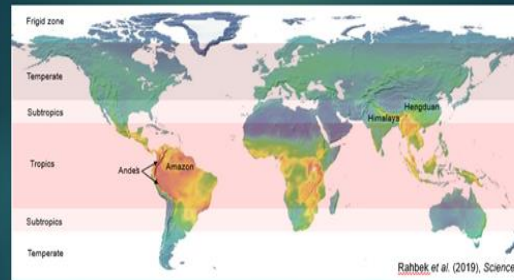 Frigid zone
Temperate
Hengduan
Subtropics
Himalaya
Tropics
Amazon
Andes
Subtropics
Temperate
Rahbek et al. (2019), Science